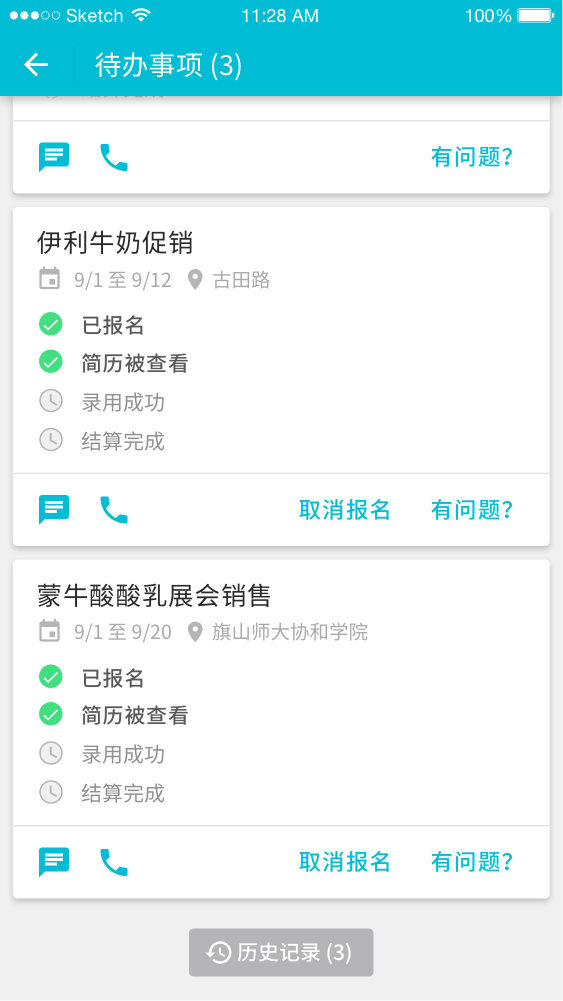 Sketch 11:28 AM 100%
待办事项 (3)
有问题?
伊利牛奶促销
9/1 至 9/12 古田路
已报名
简历被查看
录用成功
结算完成
取消报名 有问题?
蒙牛酸酸乳展会销售
9/1 至 9/20 旗山师大协和学院
已报名
简历被查看
录用成功
结算完成
取消报名 有问题?
历史记录 (3)